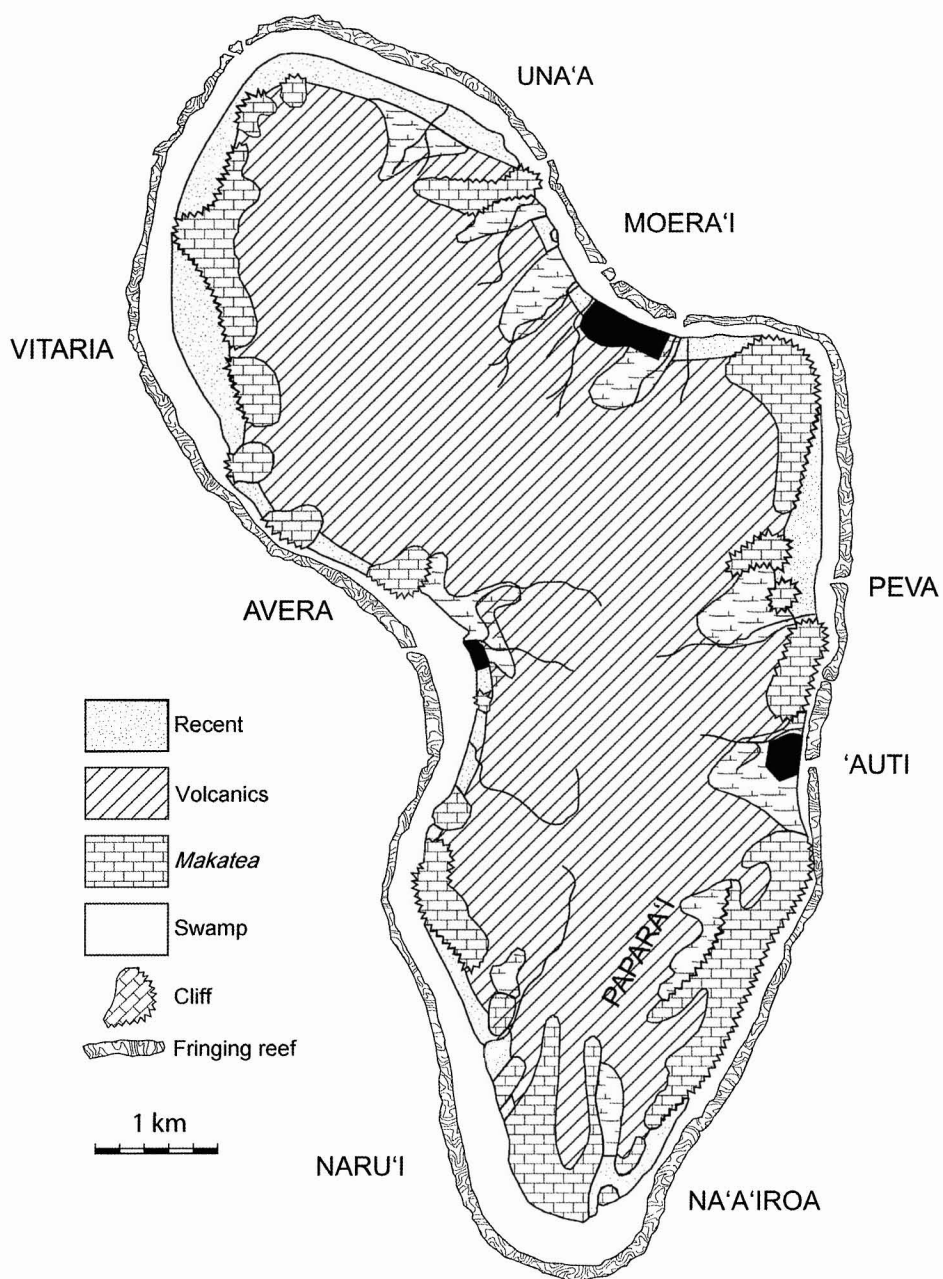 UNA‘A
MOERA‘I
VITARIA
PEVA
AVERA
Recent
‘AUTI
Volcanics
Makatea
PAPARA‘I
Swamp
Cliff
Fringing reef
1 km
NARU‘I
NA‘A‘IROA